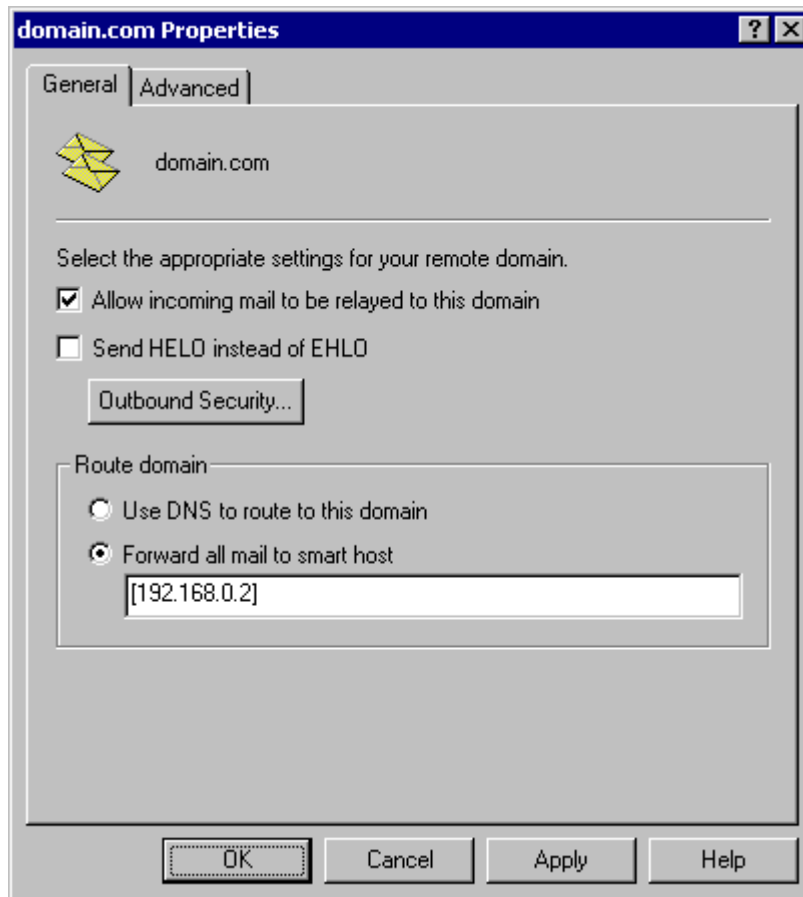 domain.com Properties
General
Advanced
domain.com
Select the appropriate settings for your remote domain.
Allow incoming mail to be relayed to this domain
Send HELO instead of EHLO
Outbound Security...
Route domain
Use DNS to route to this domain
Forward all mail to smart host
[192.168.0.2]
OK
Cancel
Apply
Help